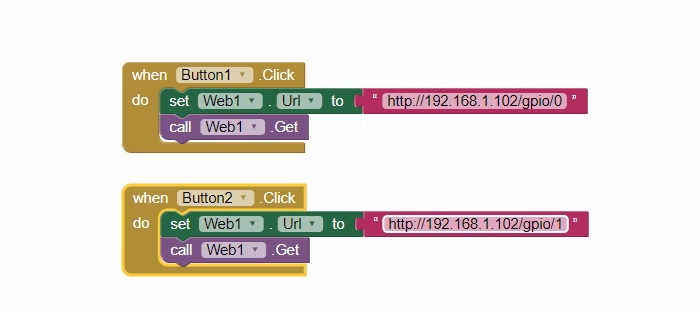 when Button1 .Click
do set Web1 . Url to " http://192.168.1.102/gpio/0 "
call Web1 .Get
when Button2 .Click
do set Web1 . Url to " http://192.168.1.102/gpio/1 "
call Web1 .Get